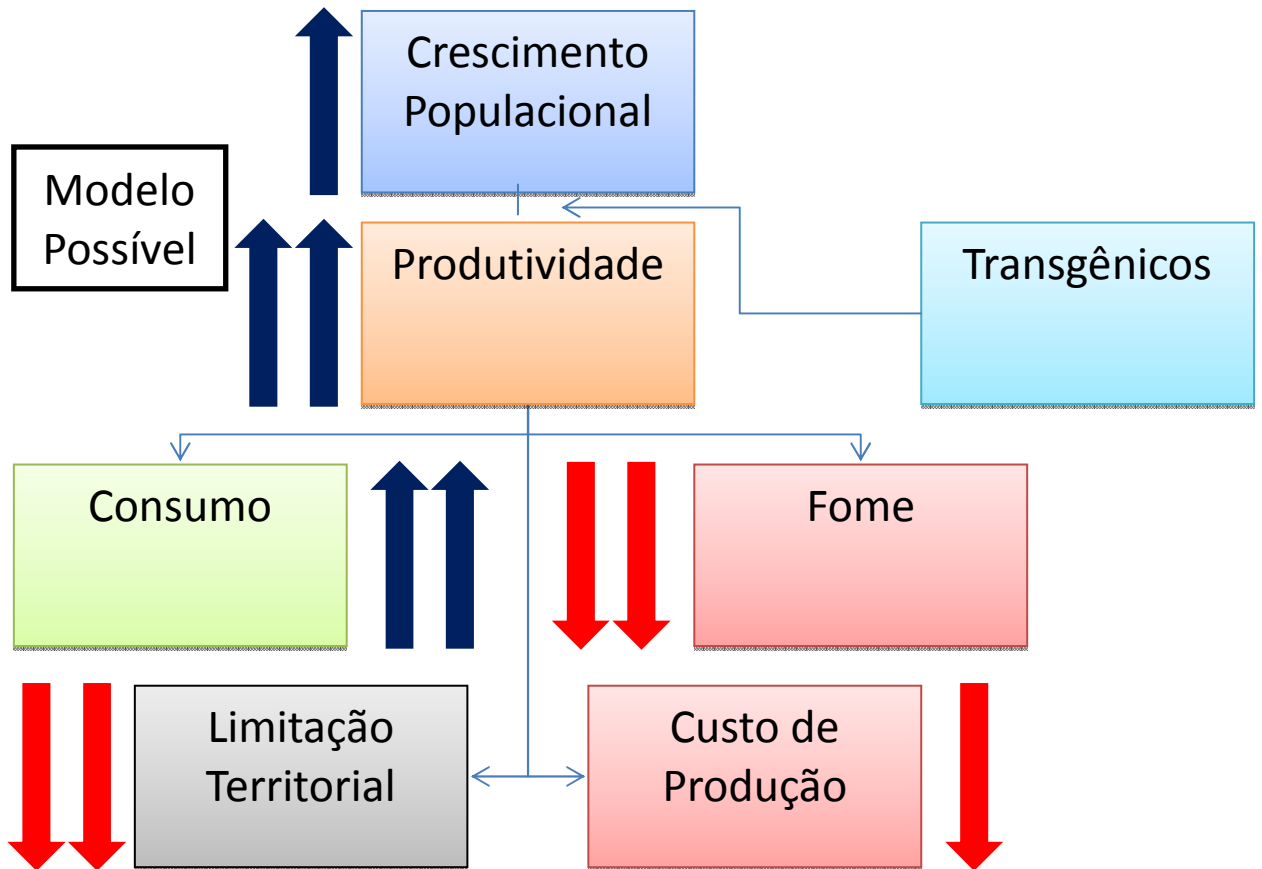 Crescimento
Populacional
Modelo
Possível
Produtividade
Transgênicos
Consumo
Fome
Limitação
Territorial
Custo de
Produção